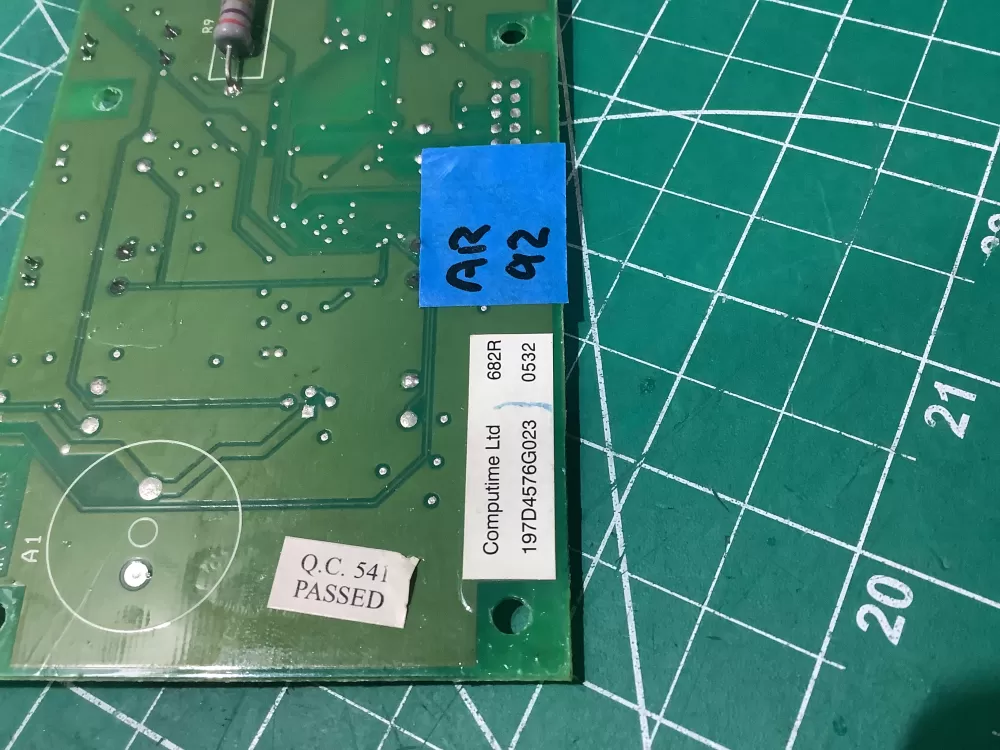 R9
AR
92
Computime Ltd 682R
197D4576G023 0532
Q.C. 541
PASSED
A1
21
20